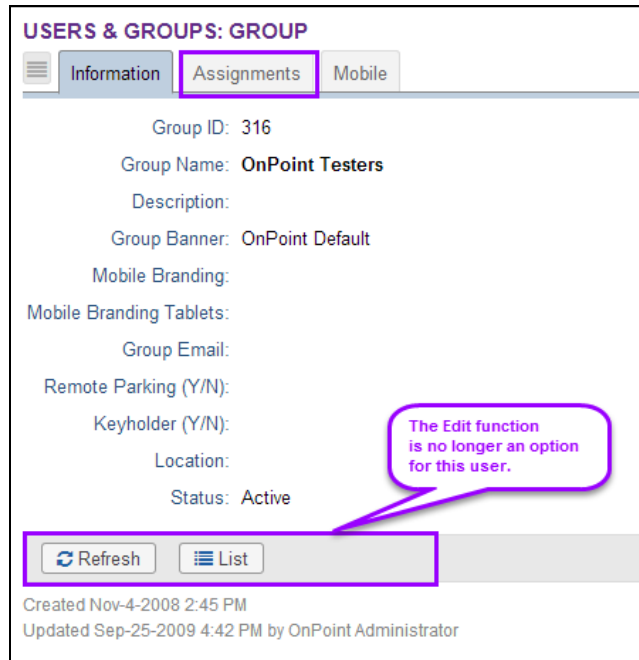 USERS & GROUPS: GROUP
Information Assignments Mobile
Group ID: 316
Group Name: OnPoint Testers
Description:
Group Banner: OnPoint Default
Mobile Branding:
Mobile Branding Tablets:
Group Email:
Remote Parking (Y/N):
Keyholder (Y/N):
Location:
Status: Active
The Edit function
is no longer an option
for this user.
Refresh List
Created Nov-4-2008 2:45 PM
Updated Sep-25-2009 4:42 PM by OnPoint Administrator